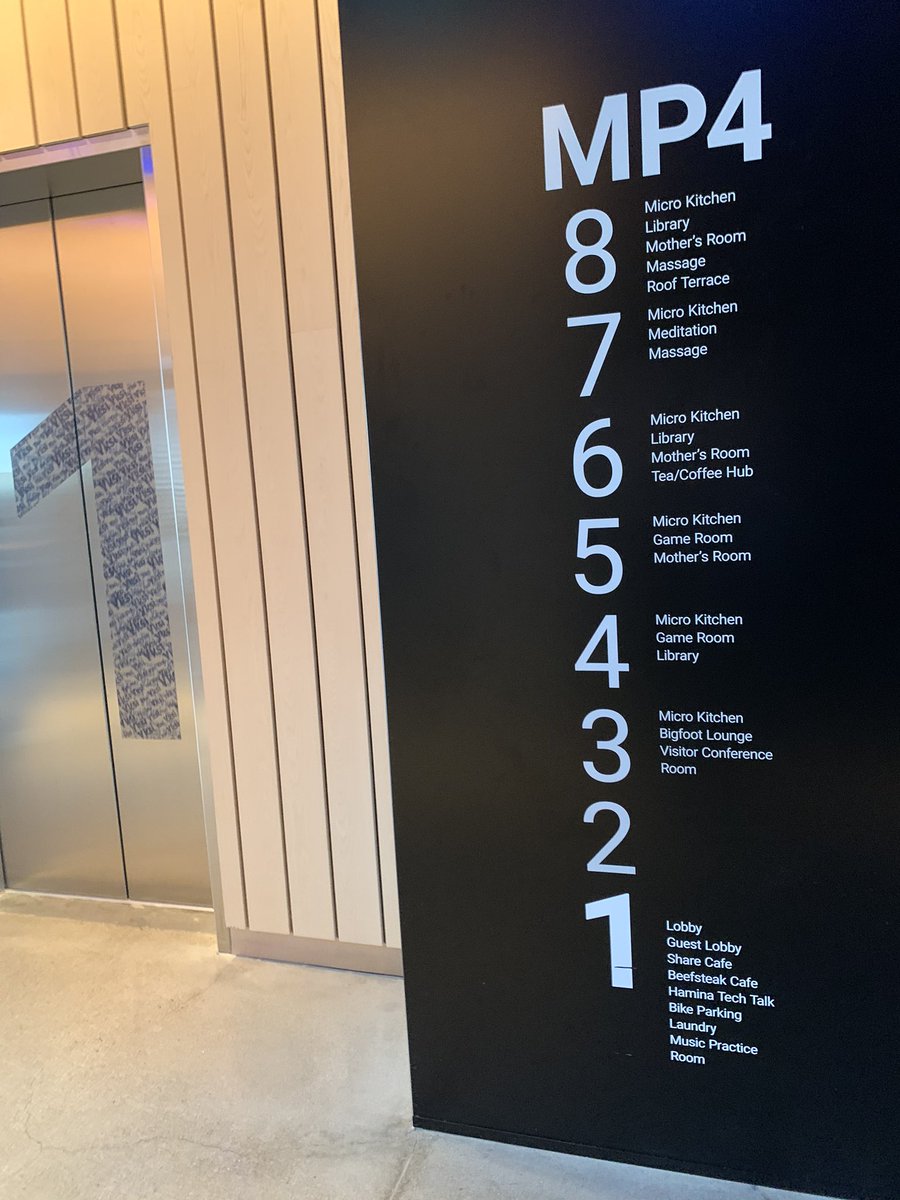 MP4
8
Micro Kitchen
Library
Mother's Room
Massage
Roof Terrace
7
Micro Kitchen
Meditation
Massage
6
Micro Kitchen
Library
Mother's Room
Tea/Coffee Hub
5
Micro Kitchen
Game Room
Mother's Room
4
Micro Kitchen
Game Room
Library
3
Micro Kitchen
Bigfoot Lounge
Visitor Conference
Room
2
1
Lobby
Guest Lobby
Share Cafe
Beefsteak Cafe
Hamina Tech Talk
Bike Parking
Laundry
Music Practice
Room
1